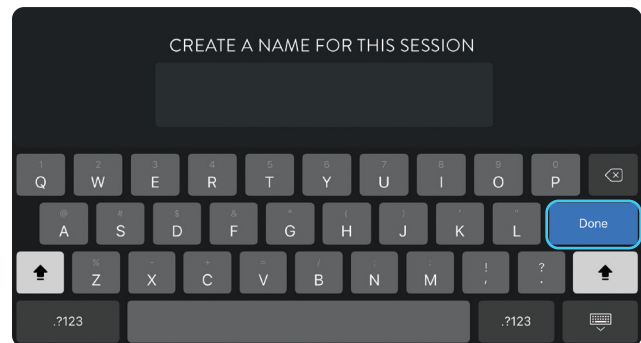 CREATE A NAME FOR THIS SESSION
1 2 3 4 5 6 7 8 9 0
Q W E R T Y U I O P
@ # $ & * ( ) ' "
A S D F G H J K L Done
% - + = / ; : ! ?
Z X C V B N M , .
.?123 .?123